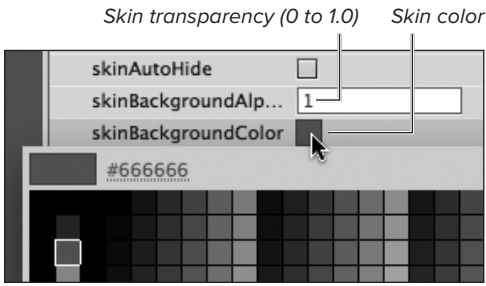 Skin transparency (0 to 1.0) Skin color
skinAutoHide
skinBackgroundAlp... 1
skinBackgroundColor
#666666